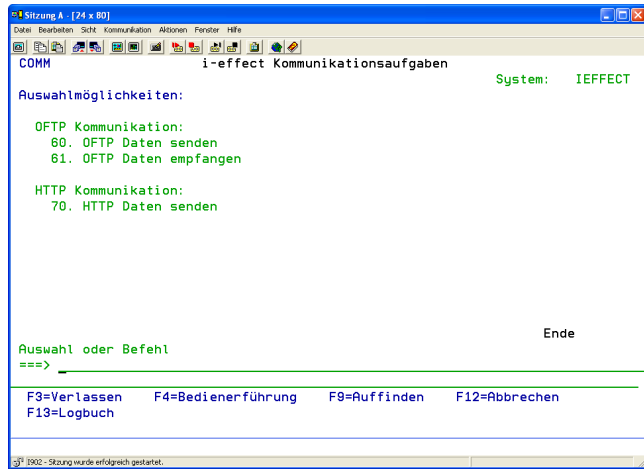 Sitzung A - [24 x 80]
Datei Bearbeiten Sicht Kommunikation Aktionen Fenster Hilfe
COMM i-effect Kommunikationsaufgaben
System: IEFFECT
Auswahlmöglichkeiten:
OFTP Kommunikation:
60. OFTP Daten senden
61. OFTP Daten empfangen
HTTP Kommunikation:
70. HTTP Daten senden
Ende
Auswahl oder Befehl
===> _
F3=Verlassen F4=Bedienerführung F9=Auffinden F12=Abbrechen
F13=Logbuch
I902 - Sitzung wurde erfolgreich gestartet.